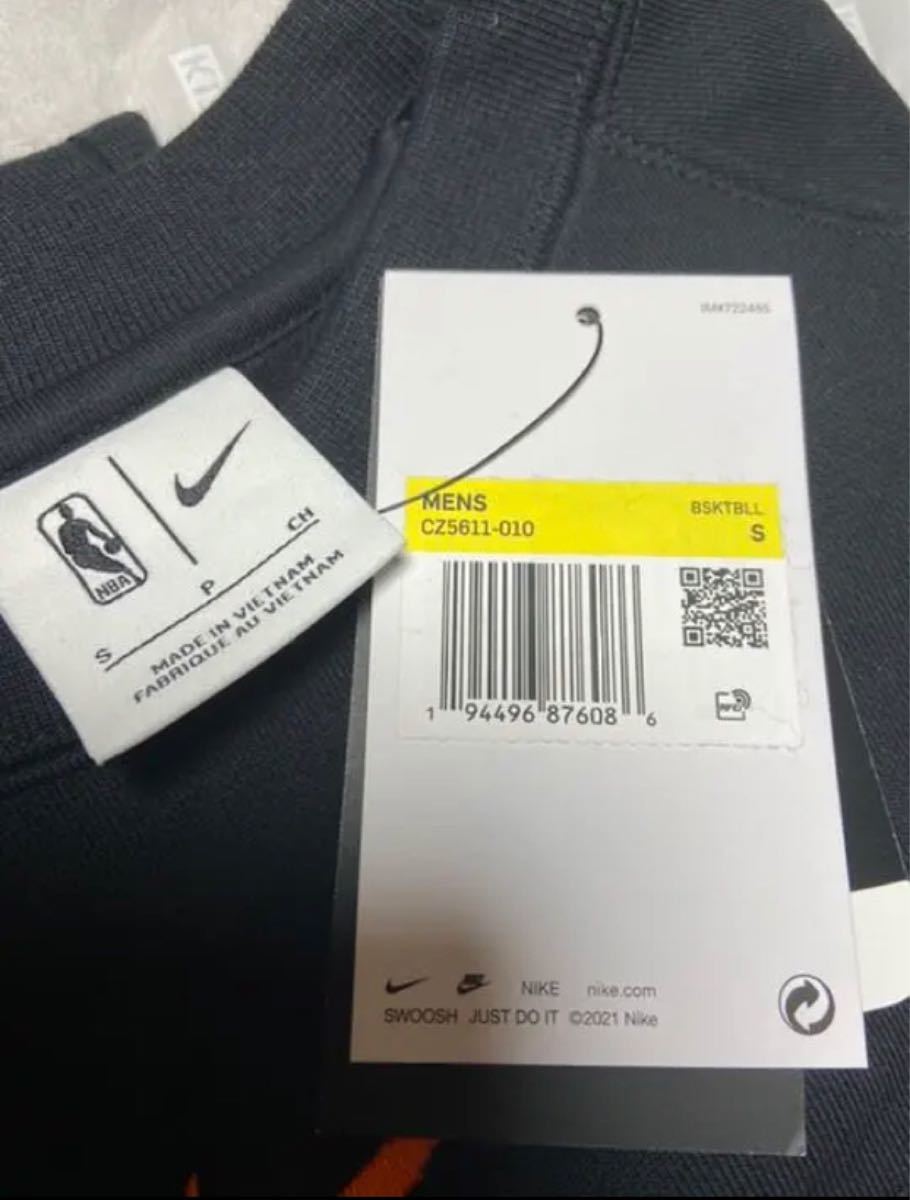 NBA
S P CH
MADE IN VIETNAM
FABRIQUE AU VIETNAM
MENS BSKTBLL
CZ5611-010 S
1 94496 87608 6
NIKE nike.com
SWOOSH JUST DO IT ©2021 Nike